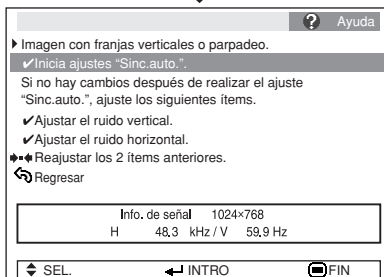 ? Ayuda
Imagen con franjas verticales o parpadeo.
✔Inicia ajustes “Sinc.auto.”.
Si no hay cambios después de realizar el ajuste
“Sinc.auto.”, ajuste los siguientes ítems.
✔Ajustar el ruido vertical.
✔Ajustar el ruido horizontal.
Reajustar los 2 ítems anteriores.
Regresar
Info. de señal 1024×768
H 48.3 kHz / V 59.9 Hz
SEL. INTRO FIN